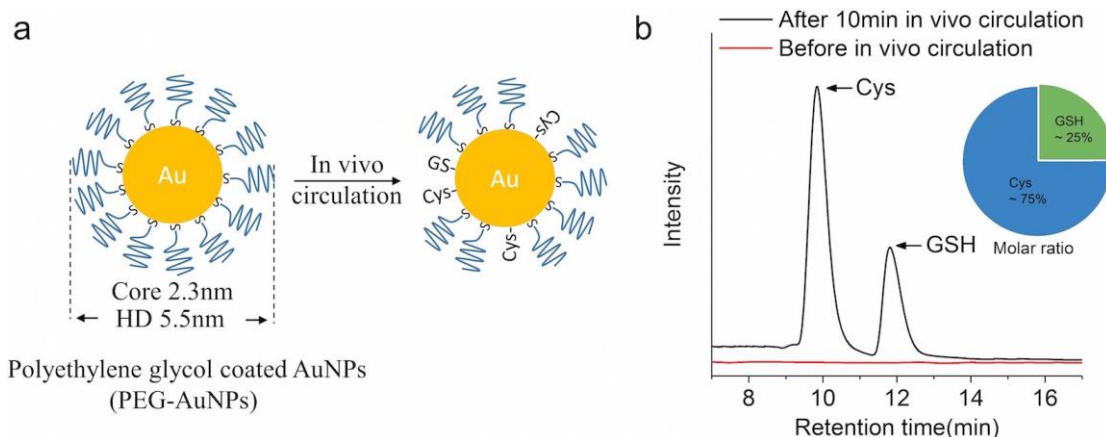 a
Au
S
S
S
S
S
S
S
S
S
S
S
S
In vivo
circulation
Au
S
S
Cys-
S
GS
Cys
S
S
S
S
Cys-
Core 2.3nm
HD 5.5nm
Polyethylene glycol coated AuNPs
(PEG-AuNPs)
b
After 10min in vivo circulation
Before in vivo circulation
Cys
GSH
GSH
~ 25%
Cys
~ 75%
Molar ratio
Intensity
8 10 12 14 16
Retention time(min)